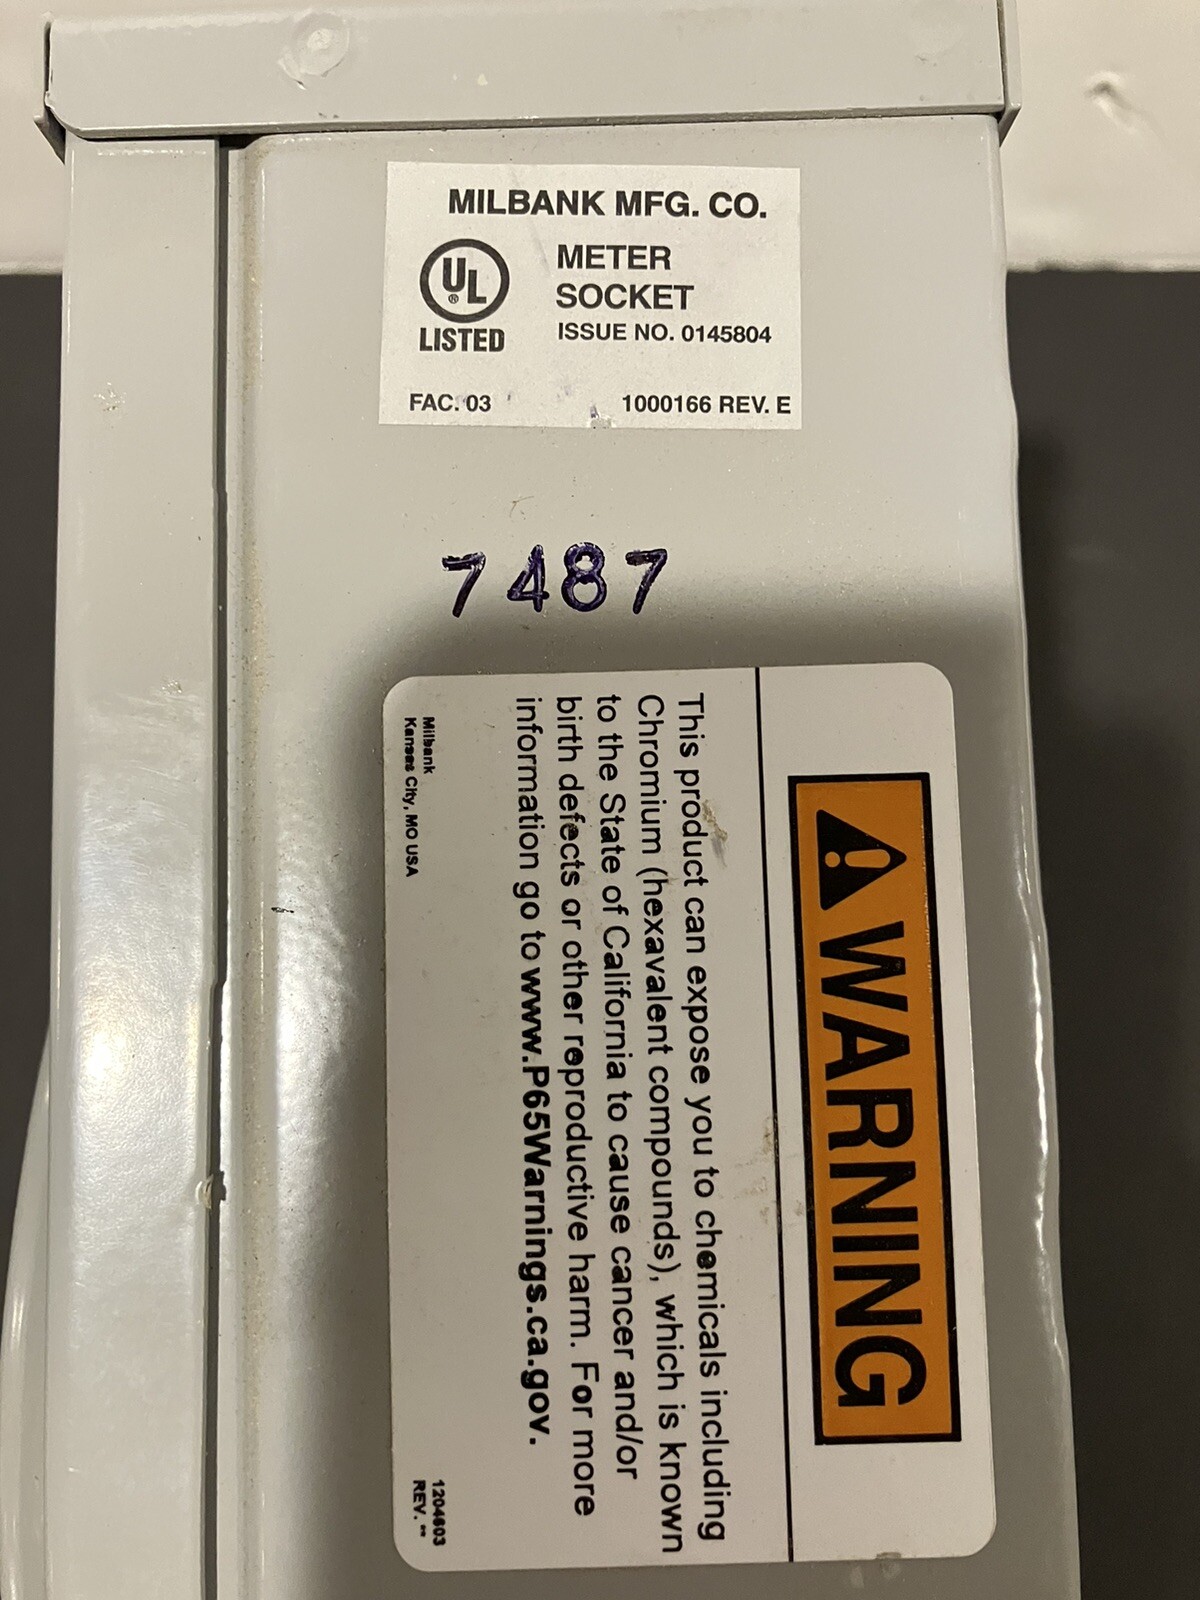 MILBANK MFG. CO.
UL
®
LISTED
METER
SOCKET
ISSUE NO. 0145804
FAC. 03
1000166 REV. E
7487
WARNING
This product can expose you to chemicals including
Chromium (hexavalent compounds), which is known
to the State of California to cause cancer and/or
birth defects or other reproductive harm. For more
information go to www.P65Warnings.ca.gov.
Milbank
Kansas City, MO USA
1204603
REV. **